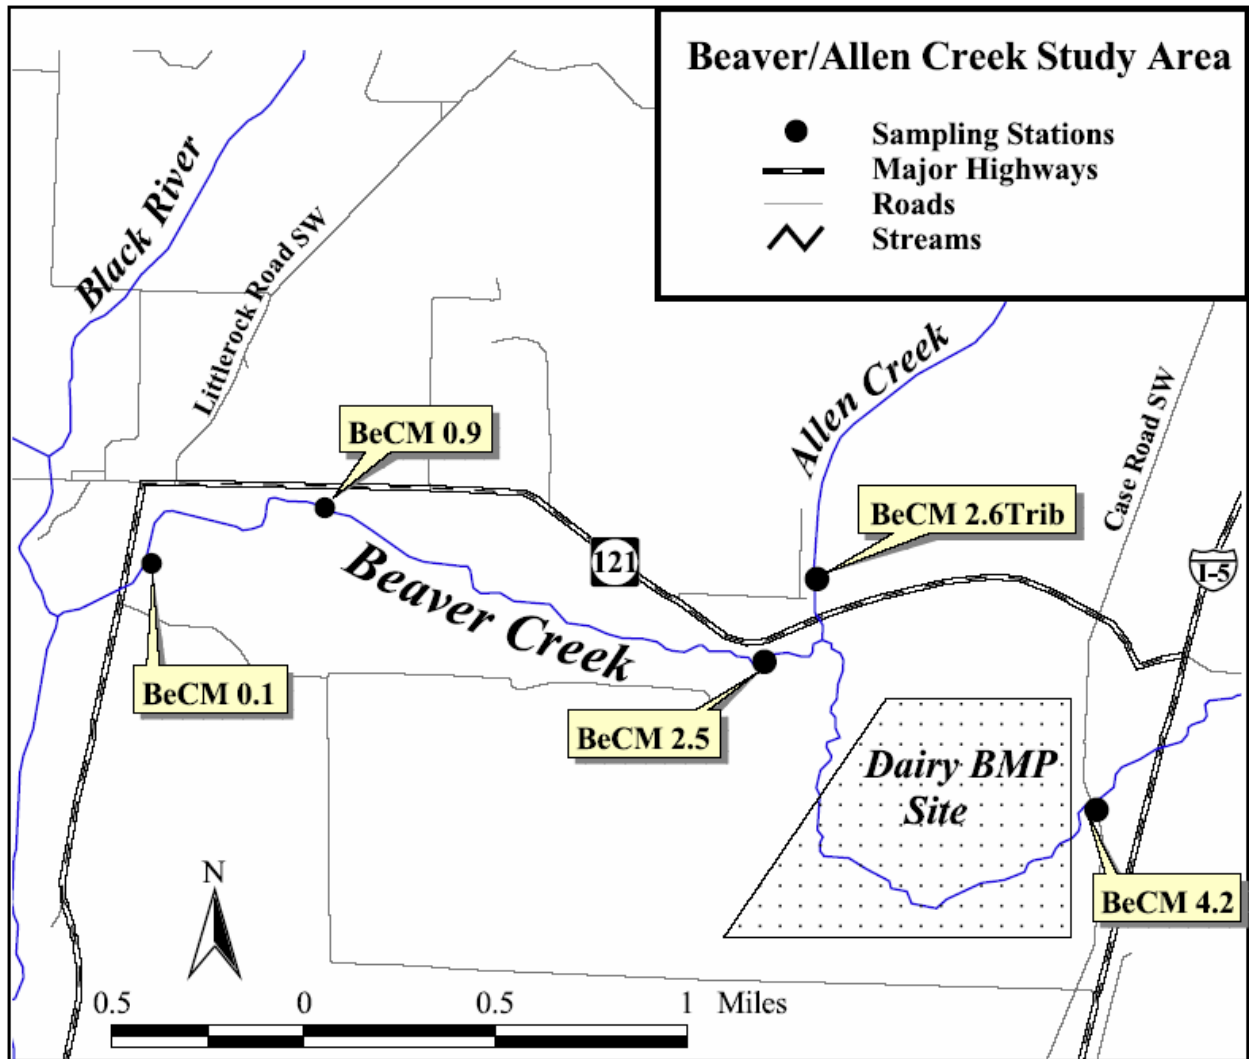 Beaver/Allen Creek Study Area
Sampling Stations
Major Highways
Roads
Streams
Black River
Littlerock Road SW
Allen Creek
Case Road SW
BeCM 0.9
BeCM 2.6Trib
121
I-5
Beaver Creek
BeCM 0.1
BeCM 2.5
Dairy BMP
Site
BeCM 4.2
N
0.5 0 0.5 1 Miles